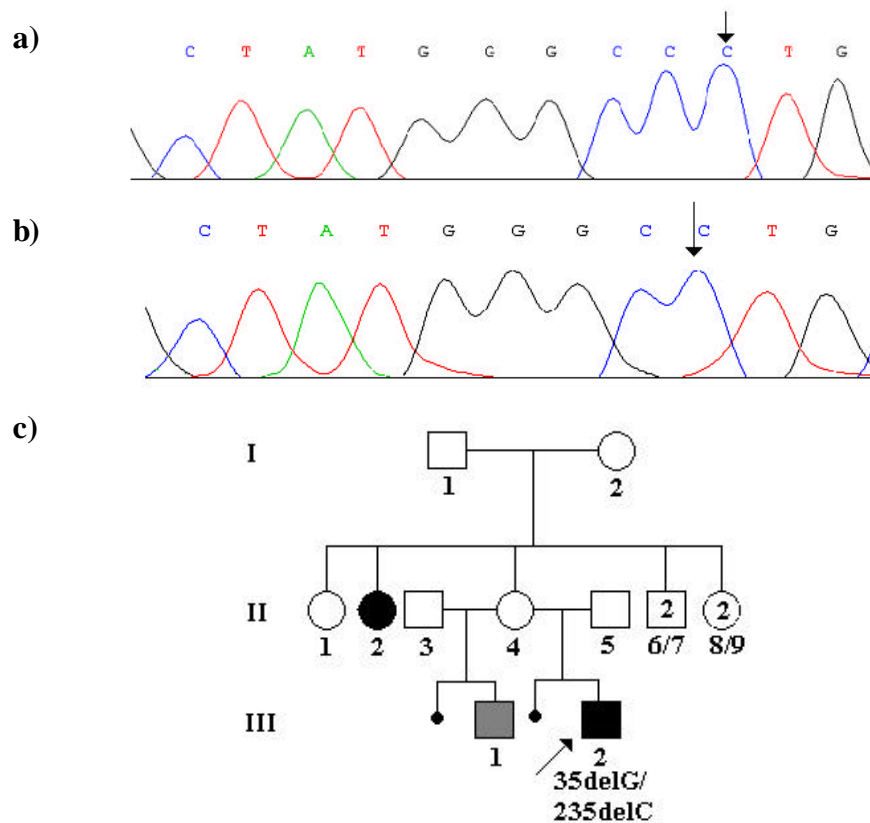 a)
C T A T G G G C C C T G
b)
C T A T G G G C C T G
c)
I
1 2
II
2 2
1 2 3 4 5 6/7 8/9
III
1 2
35delG/
235delC